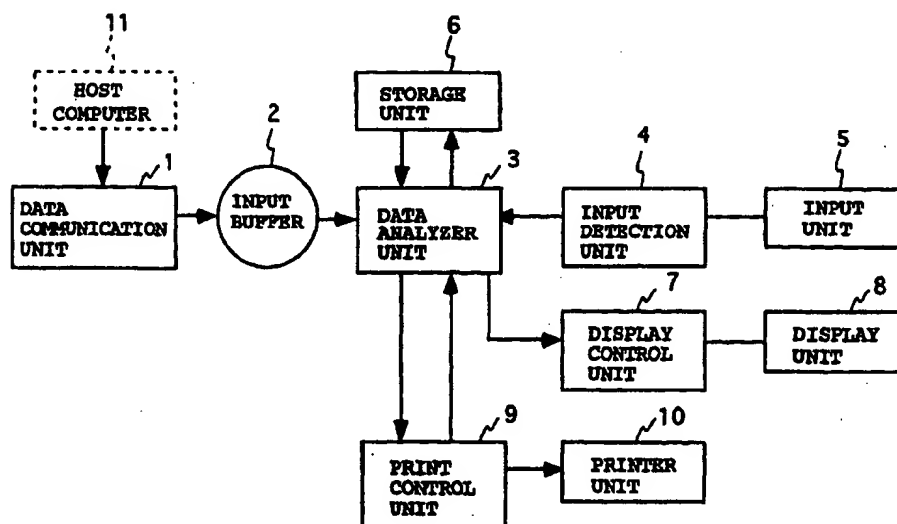 11
HOST
COMPUTER
6
STORAGE
UNIT
2
INPUT
BUFFER
1
DATA
COMMUNICATION
UNIT
3
DATA
ANALYZER
UNIT
4
INPUT
DETECTION
UNIT
5
INPUT
UNIT
7
DISPLAY
CONTROL
UNIT
8
DISPLAY
UNIT
9
PRINT
CONTROL
UNIT
10
PRINTER
UNIT